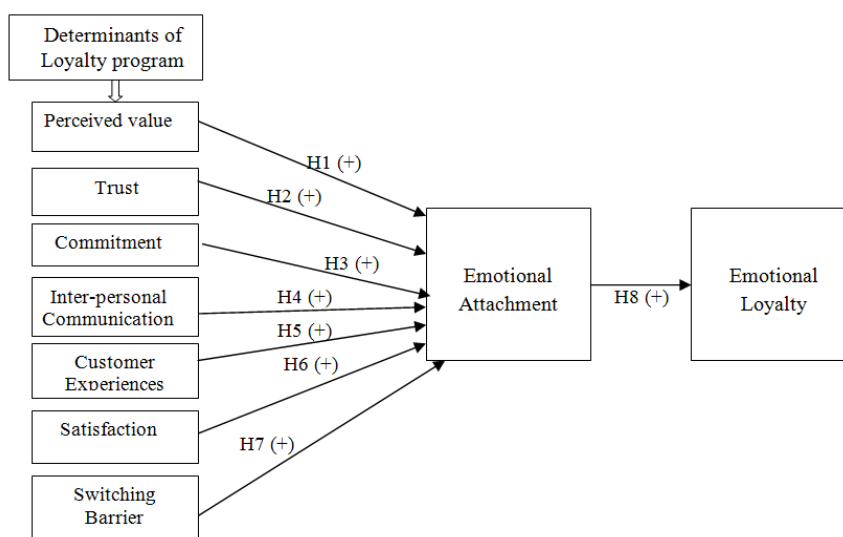 Determinants of
Loyalty program
Perceived value
H1 (+)
Trust
H2 (+)
Commitment
H3 (+)
Inter-personal
Communication
H4 (+)
Customer
Experiences
H5 (+)
Satisfaction
H6 (+)
Switching
Barrier
H7 (+)
Emotional
Attachment
H8 (+)
Emotional
Loyalty